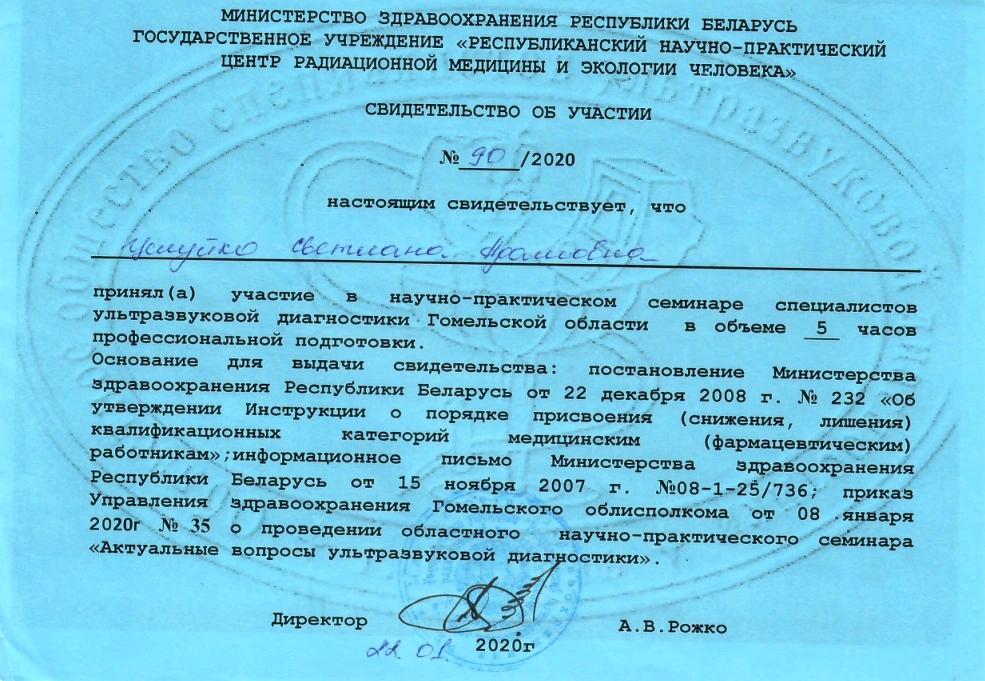 МИНИСТЕРСТВО ЗДРАВООХРАНЕНИЯ РЕСПУБЛИКИ БЕЛАРУСЬ
ГОСУДАРСТВЕННОЕ УЧРЕЖДЕНИЕ «РЕСПУБЛИКАНСКИЙ НАУЧНО-ПРАКТИЧЕСКИЙ
ЦЕНТР РАДИАЦИОННОЙ МЕДИЦИНЫ И ЭКОЛОГИИ ЧЕЛОВЕКА»
СВИДЕТЕЛЬСТВО ОБ УЧАСТИИ
№ 90 /2020
настоящим свидетельствует, что
Светлана
принял(а) участие в научно-практическом семинаре специалистов
ультразвуковой диагностики Гомельской области в объеме 5 часов
профессиональной подготовки.
Основание для выдачи свидетельства: постановление Министерства
здравоохранения Республики Беларусь от 22 декабря 2008 г. № 232 «Об
утверждении Инструкции о порядке присвоения (снижения, лишения)
квалификационных категорий медицинским (фармацевтическим)
работникам»;информационное письмо Министерства здравоохранения
Республики Беларусь от 15 ноября 2007 г. №08-1-25/736; приказ
Управления здравоохранения Гомельского облисполкома от 08 января
2020г № 35 о проведении областного научно-практического семинара
«Актуальные вопросы ультразвуковой диагностики».
Директор А.В.Рожко
22.01. 2020г